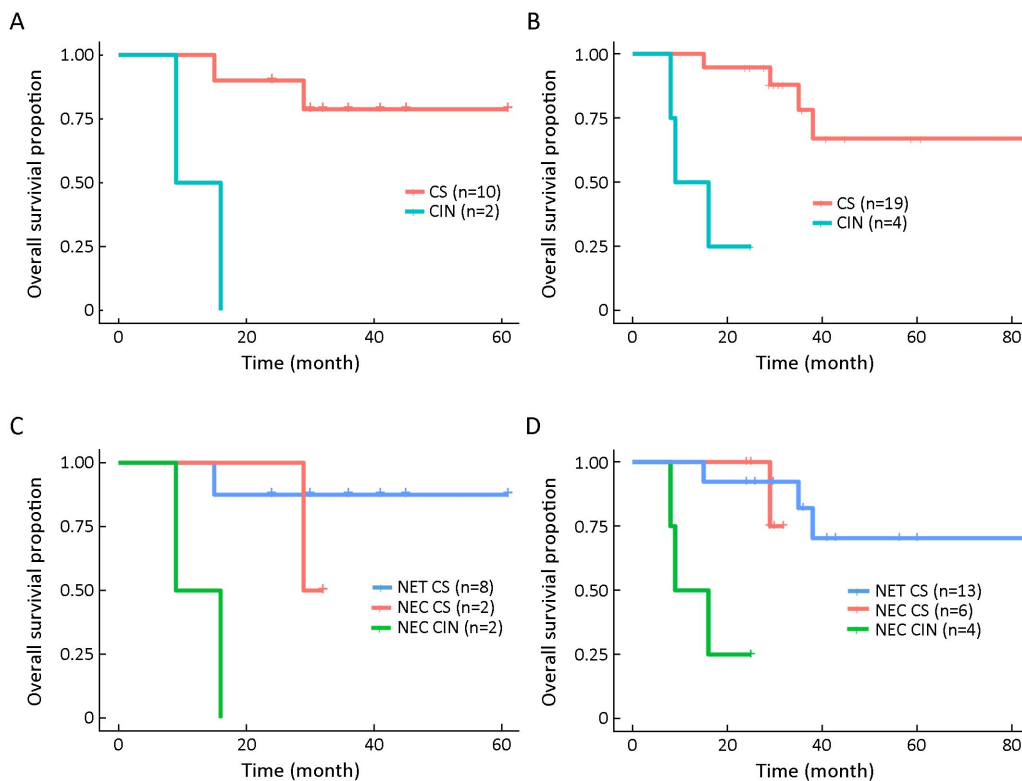 A
Overall survivial propotion
1.00
0.75
0.50
0.25
0
CS (n=10)
CIN (n=2)
0 20 40 60
Time (month)
B
Overall survivial propotion
1.00
0.75
0.50
0.25
0
CS (n=19)
CIN (n=4)
0 20 40 60 80
Time (month)
C
Overall survivial propotion
1.00
0.75
0.50
0.25
0
NET CS (n=8)
NEC CS (n=2)
NEC CIN (n=2)
0 20 40 60
Time (month)
D
Overall survivial propotion
1.00
0.75
0.50
0.25
0
NET CS (n=13)
NEC CS (n=6)
NEC CIN (n=4)
0 20 40 60 80
Time (month)